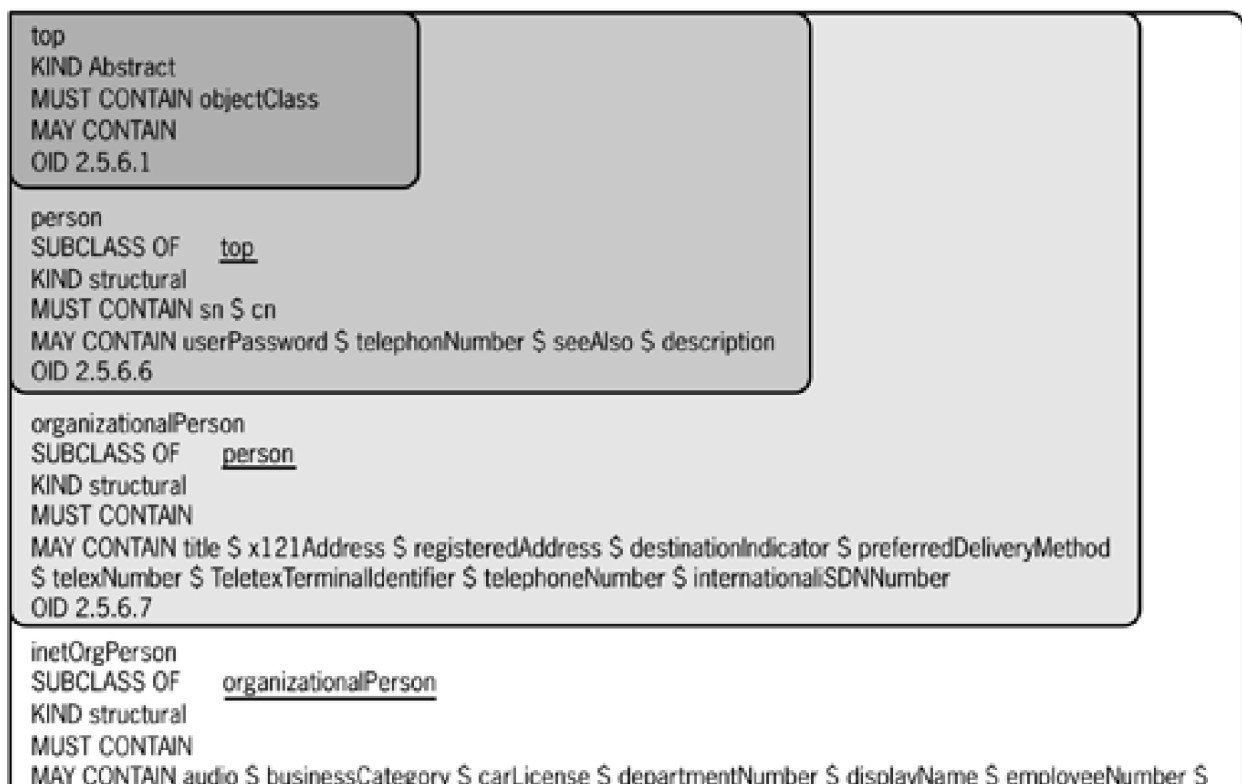 top
KIND Abstract
MUST CONTAIN objectClass
MAY CONTAIN
OID 2.5.6.1
person
SUBCLASS OF top
KIND structural
MUST CONTAIN sn $ cn
MAY CONTAIN userPassword $ telephonNumber $ seeAlso $ description
OID 2.5.6.6
organizationalPerson
SUBCLASS OF person
KIND structural
MUST CONTAIN
MAY CONTAIN title $ x121Address $ registeredAddress $ destinationIndicator $ preferredDeliveryMethod
$ telexNumber $ TeletexTerminalIdentifier $ telephoneNumber $ internationaliSDNNumber
OID 2.5.6.7
inetOrgPerson
SUBCLASS OF organizationalPerson
KIND structural
MUST CONTAIN
MAY CONTAIN audio $ businessCategory $ carLicense $ departmentNumber $ displayName $ employeeNumber $